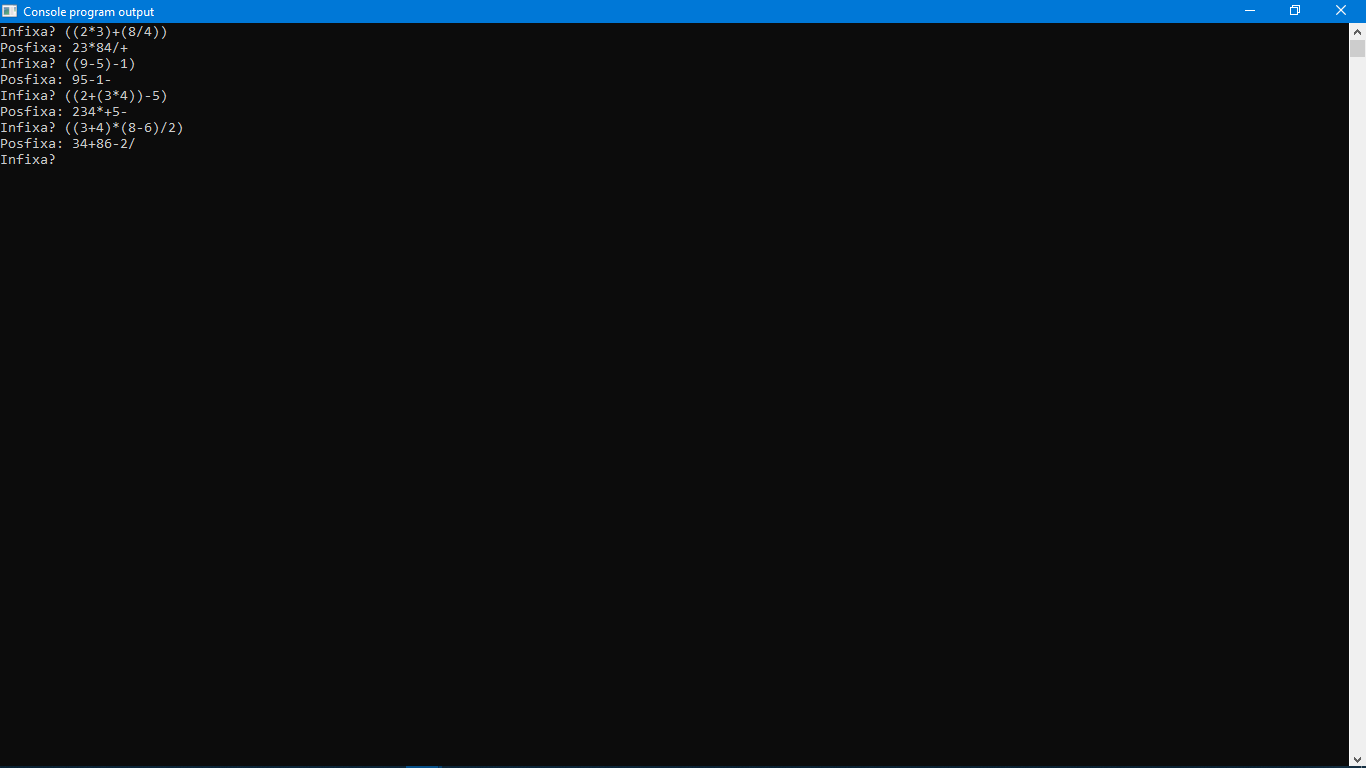 Console program output
Infixa? ((2*3)+(8/4))
Posfixa: 23*84/+
Infixa? ((9-5)-1)
Posfixa: 95-1-
Infixa? ((2+(3*4))-5)
Posfixa: 234*+5-
Infixa? ((3+4)*(8-6)/2)
Posfixa: 34+86-2/
Infixa?